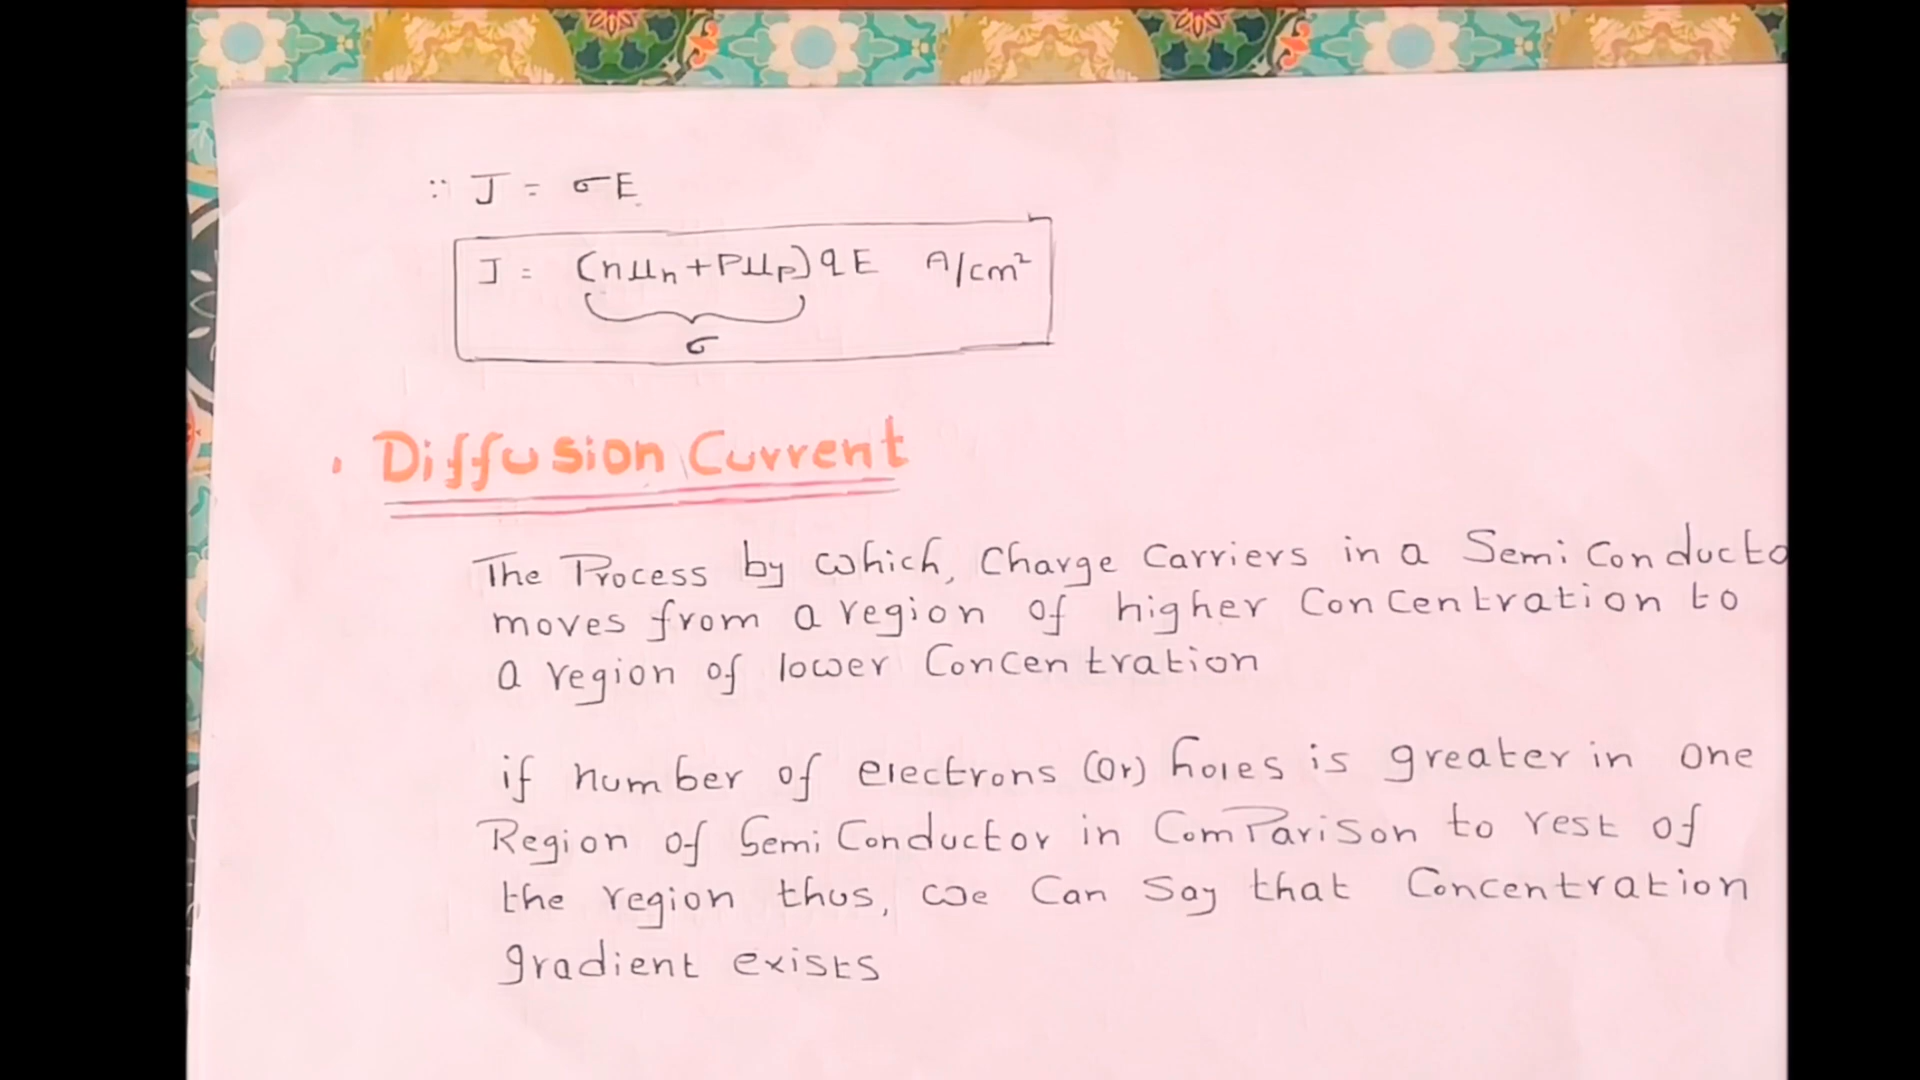 ∵ J = σE
J = (nμₙ+Pμₚ)qE A/cm²
σ
. Diffusion Current
The Process by which, Charge Carriers in a Semi Conducto
moves from a region of higher Concentration to
a region of lower Concentration
if number of electrons (or) holes is greater in one
Region of Semi Conductor in ComParison to rest of
the region thus, we Can Say that Concentration
gradient exists